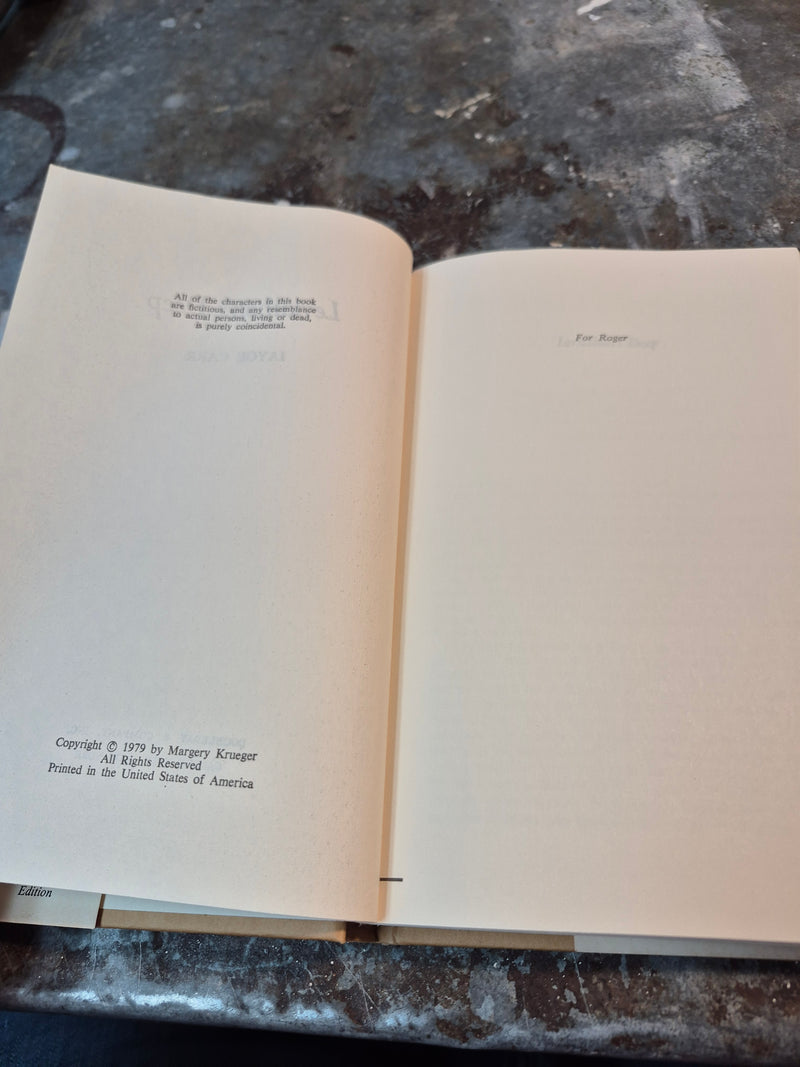 All of the characters in this book
are fictitious, and any resemblance
to actual persons, living or dead,
is purely coincidental.
Copyright © 1979 by Margery Krueger
All Rights Reserved
Printed in the United States of America
Edition
For Roger